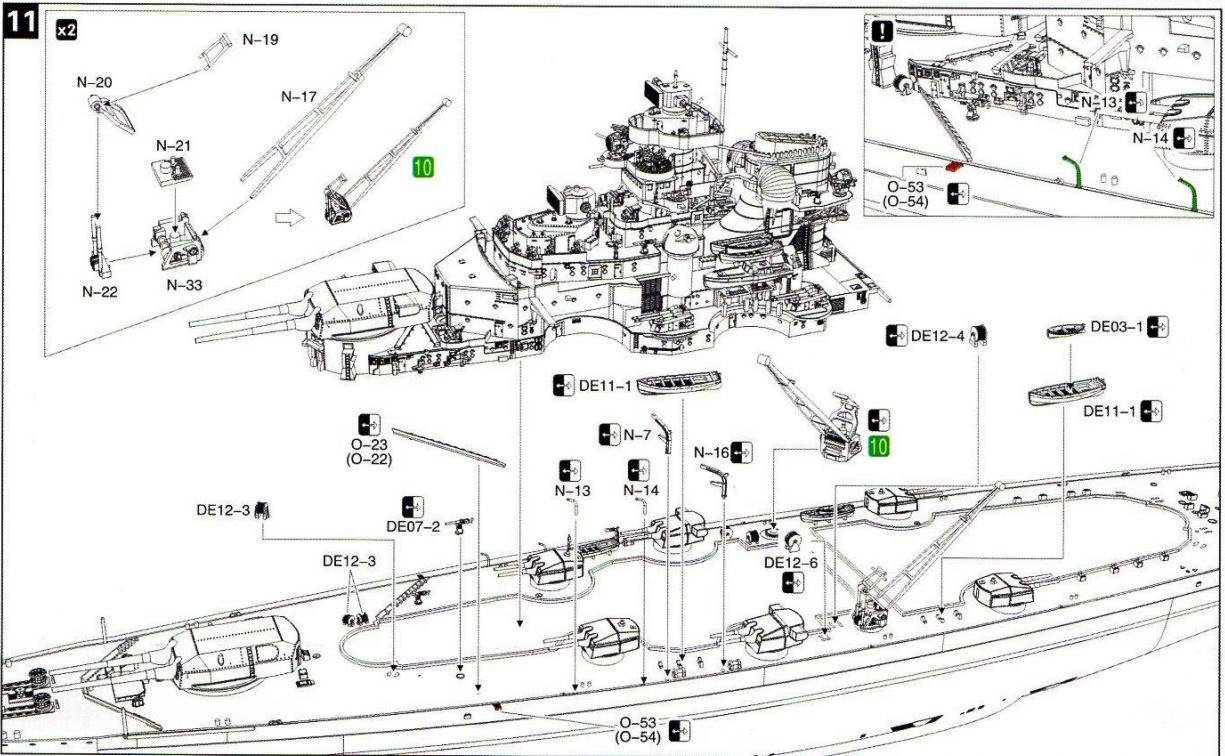 11
x2
N-19
N-20
N-17
N-21
10
N-22
N-33
!
N-13
N-14
O-53
(O-54)
DE12-4
DE03-1
DE11-1
DE11-1
O-23
(O-22)
N-7
10
N-16
N-13
N-14
DE12-3
DE07-2
DE12-3
DE12-6
O-53
(O-54)